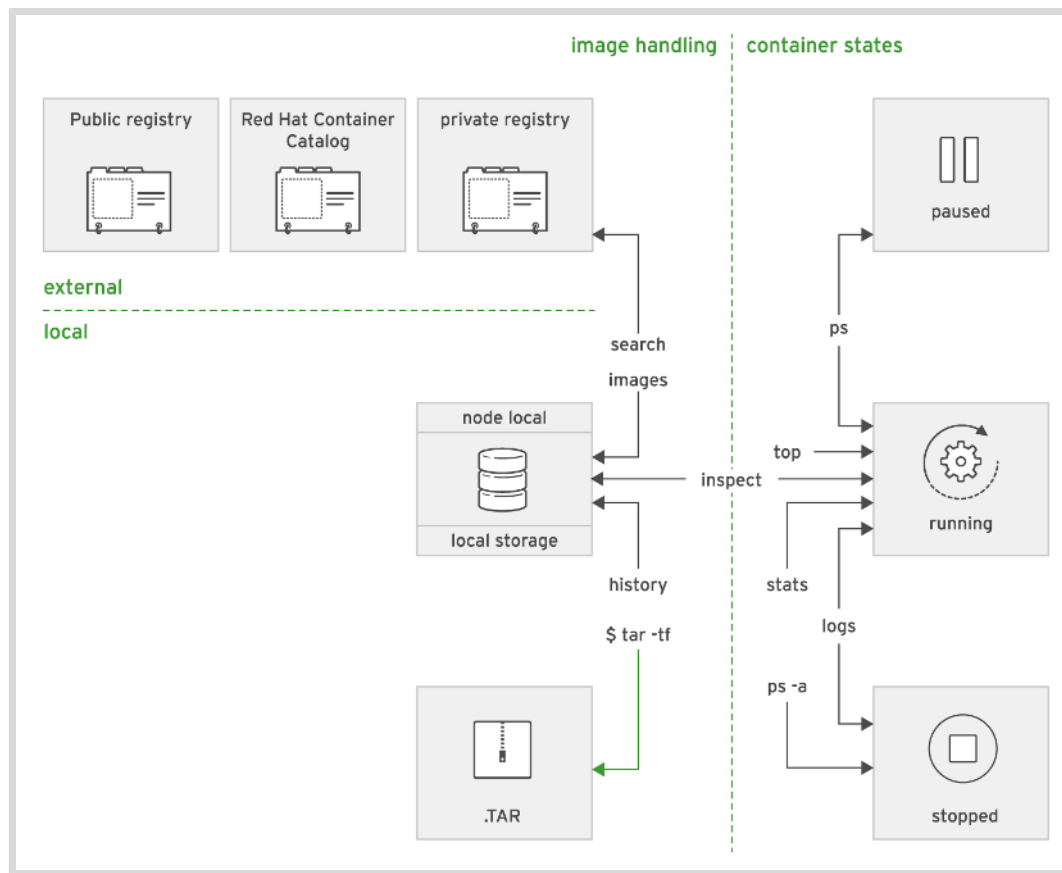 image handling
container states
Public registry
Red Hat Container
Catalog
private registry
paused
external
local
search
images
ps
node local
local storage
top
inspect
running
history
stats
logs
$ tar -tf
ps -a
.TAR
stopped